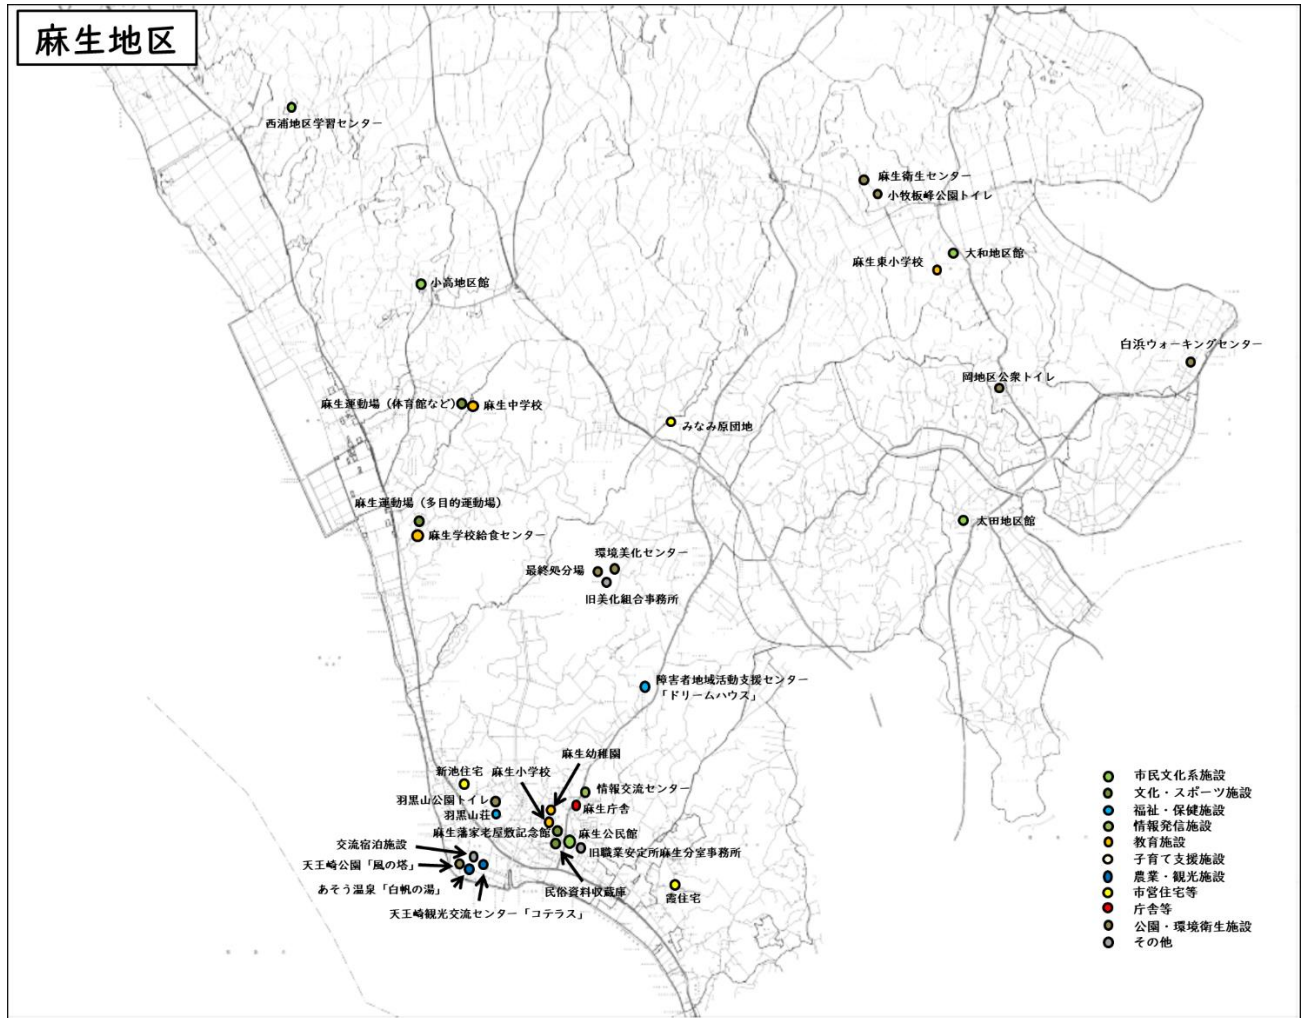 麻生地区
西浦地区学習センター
麻生衛生センター
小牧板峰公園トイレ
大和地区館
麻生東小学校
小高地区館
白浜ウォーキングセンター
岡地区公衆トイレ
麻生運動場（体育館など）
麻生中学校
みなみ原団地
麻生運動場（多目的運動場）
麻生学校給食センター
太田地区館
環境美化センター
最終処分場
旧美化組合事務所
障害者地域活動支援センター
「ドリームハウス」
麻生幼稚園
新池住宅
麻生小学校
情報交流センター
羽黒山公園トイレ
麻生庁舎
羽黒山荘
麻生藩家老屋敷記念館
麻生公民館
交流宿泊施設
旧職業安定所麻生分室事務所
天王崎公園「風の塔」
あそう温泉「白帆の湯」
民俗資料収蔵庫
霞住宅
天王崎観光交流センター「コテラス」
市民文化系施設
文化・スポーツ施設
福祉・保健施設
情報発信施設
教育施設
子育て支援施設
農業・観光施設
市営住宅等
庁舎等
公園・環境衛生施設
その他